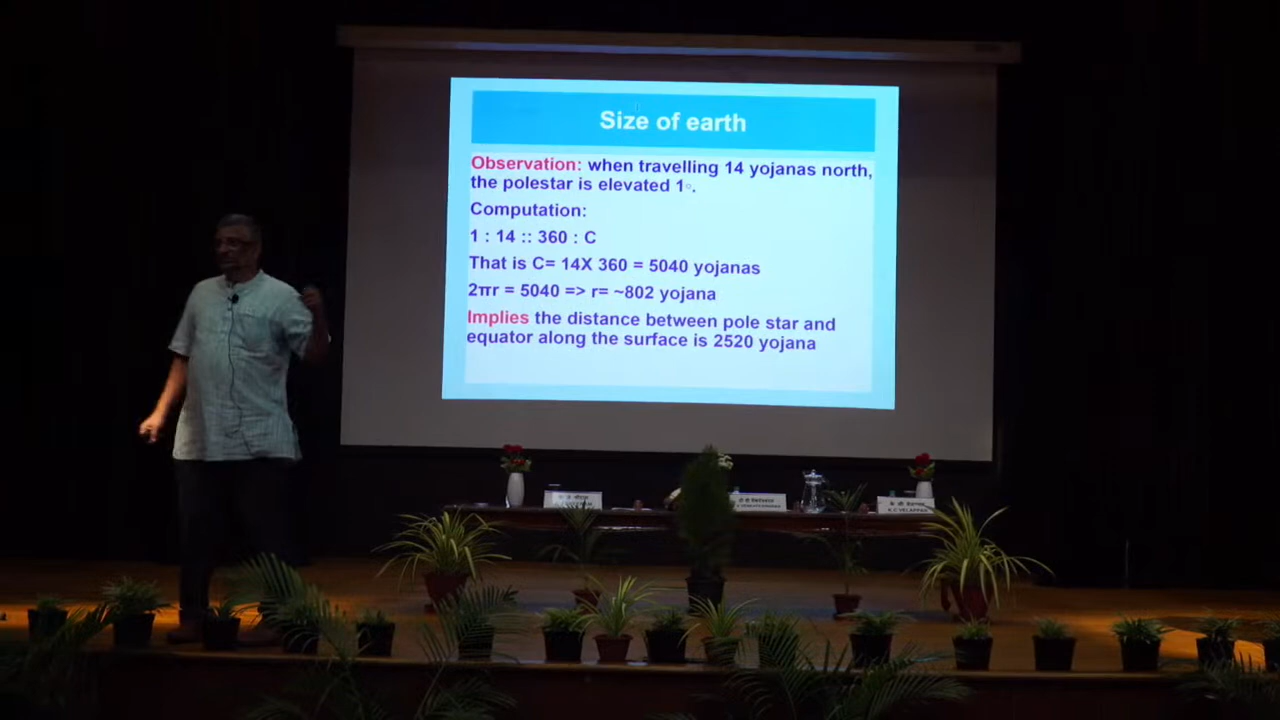 Size of earth
Observation: when travelling 14 yojanas north,
the polestar is elevated 1°.
Computation:
1 : 14 :: 360 : C
That is C= 14X 360 = 5040 yojanas
2πr = 5040 => r= ~802 yojana
Implies the distance between pole star and
equator along the surface is 2520 yojana